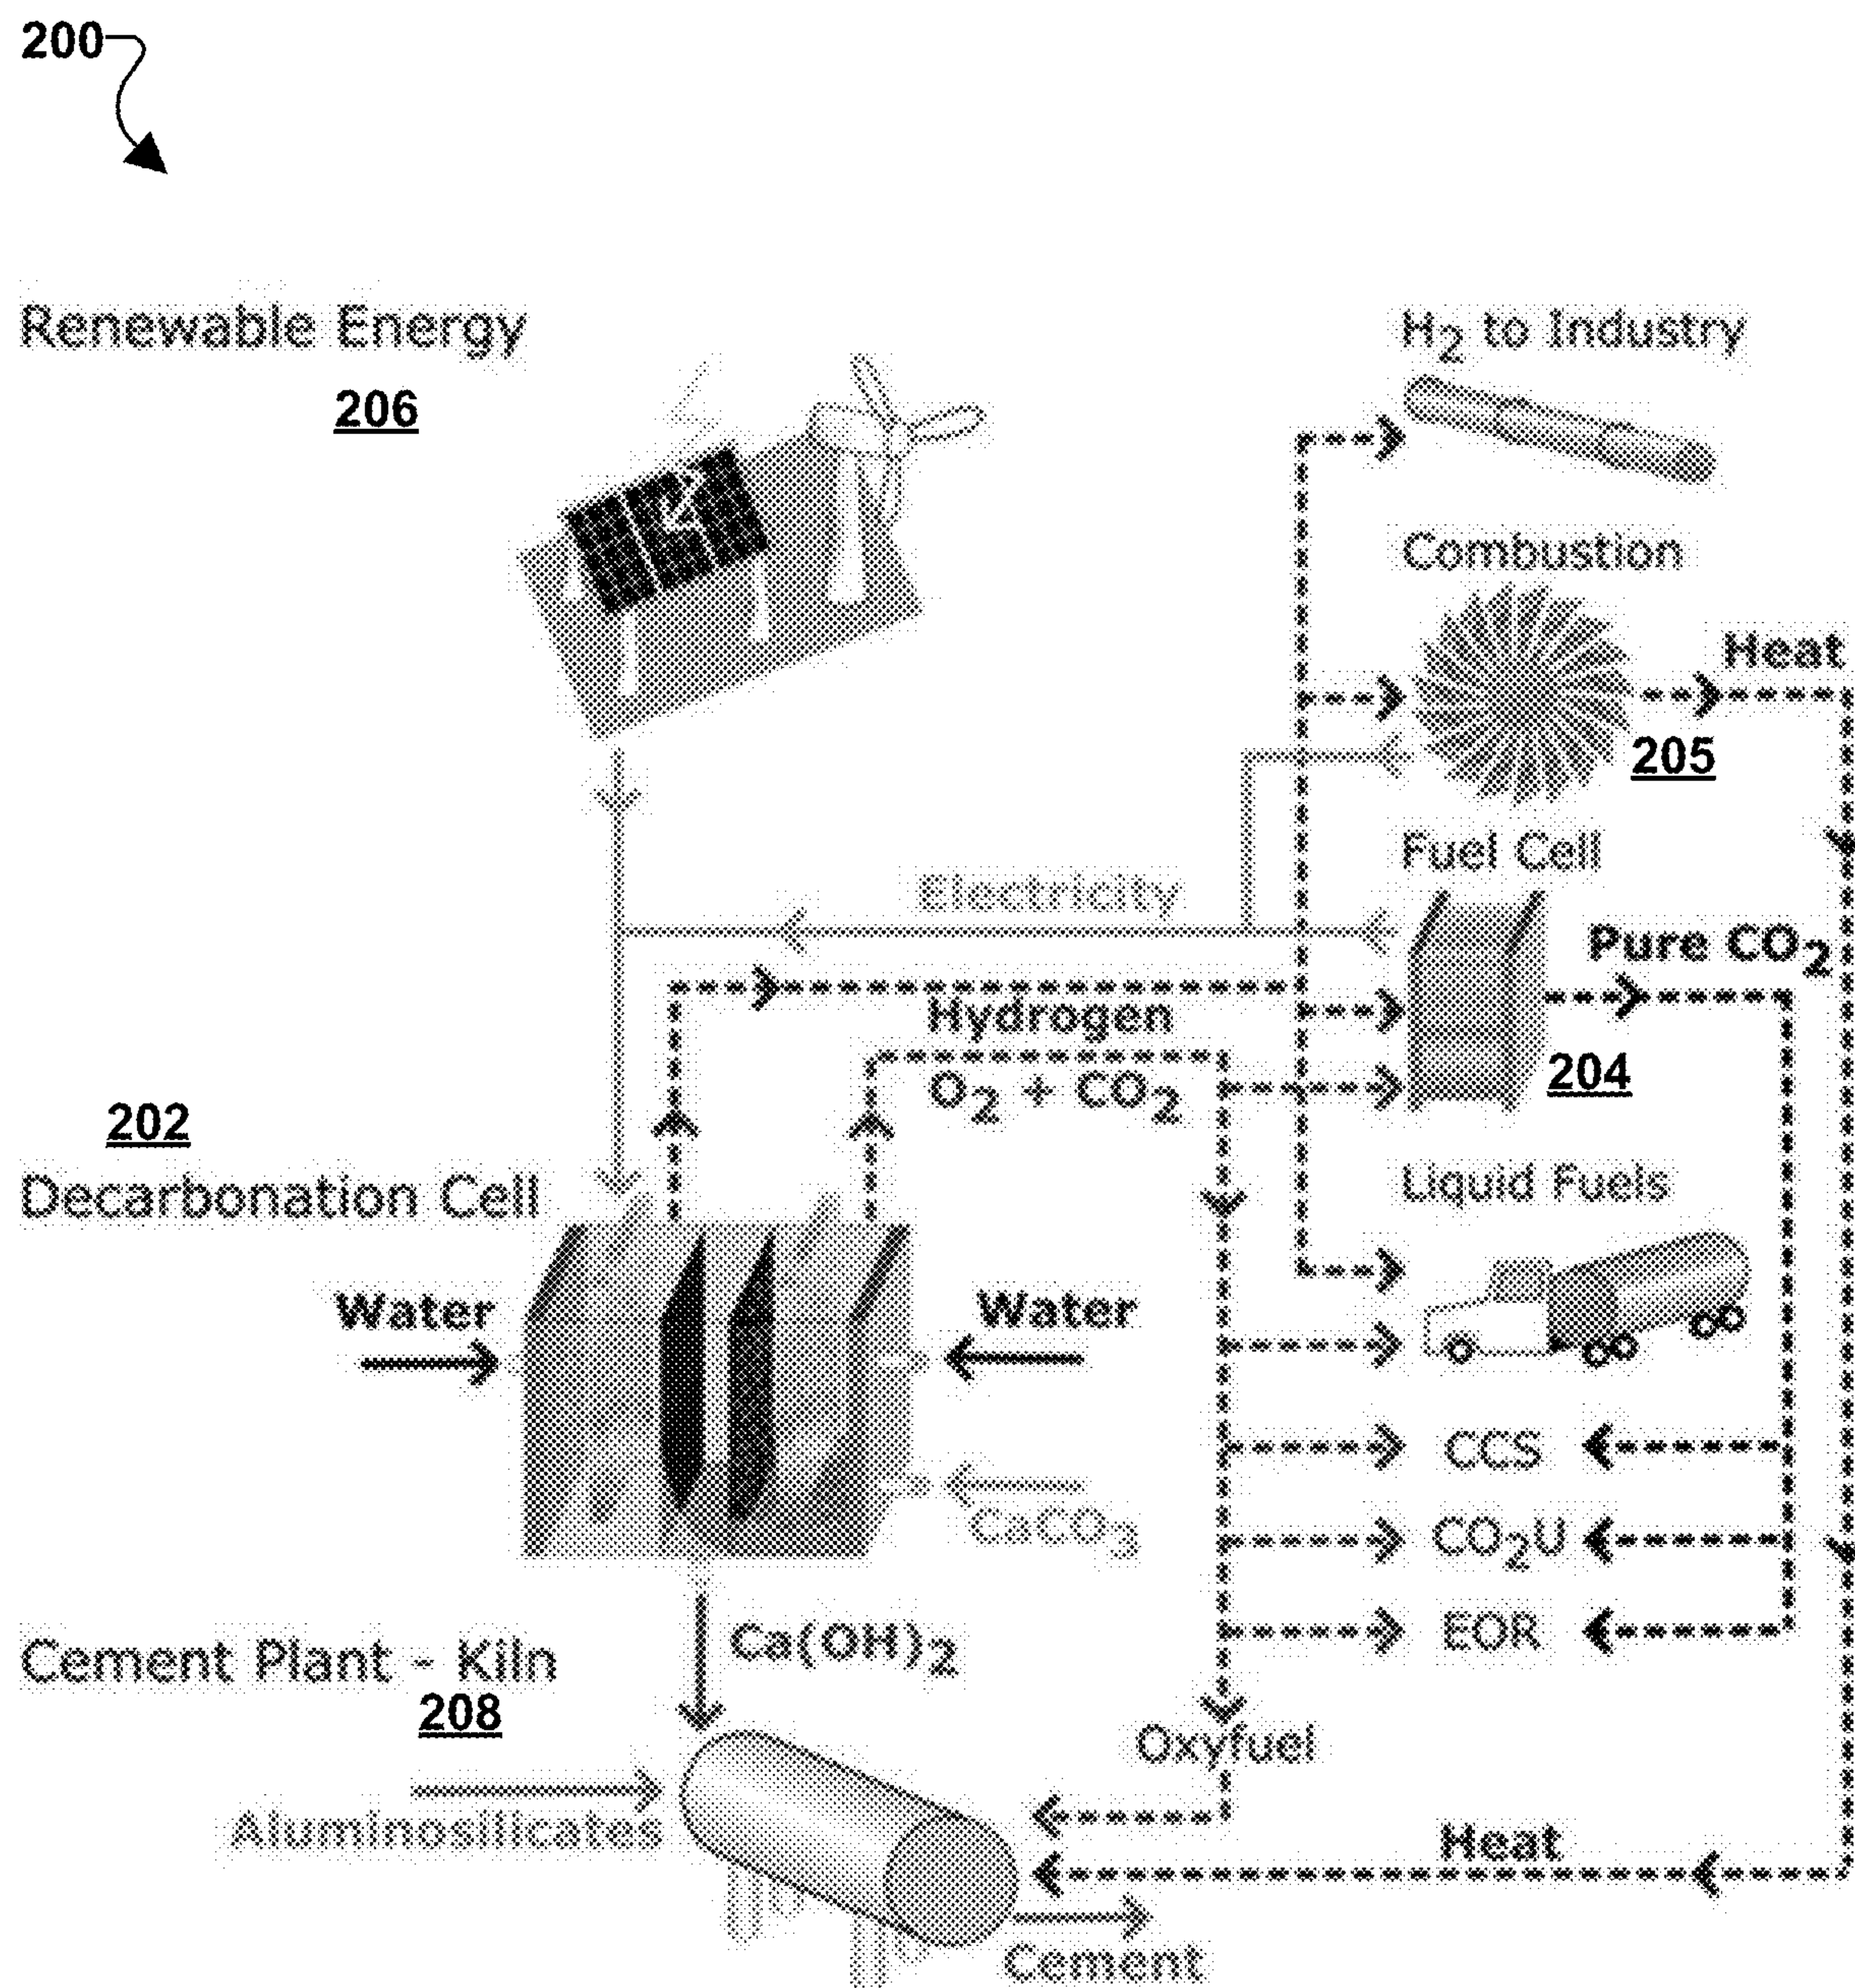 200
Renewable Energy
206
H2 to Industry
Combustion
Heat
205
Fuel Cell
Electricity
Pure CO2
Hydrogen
O2 + CO2
204
202
Decarbonation Cell
Liquid Fuels
Water
Water
CCS
CaCO3
CO2U
Ca(OH)2
EOR
Cement Plant - Kiln
208
Oxyfuel
Aluminosilicates
Heat
Cement